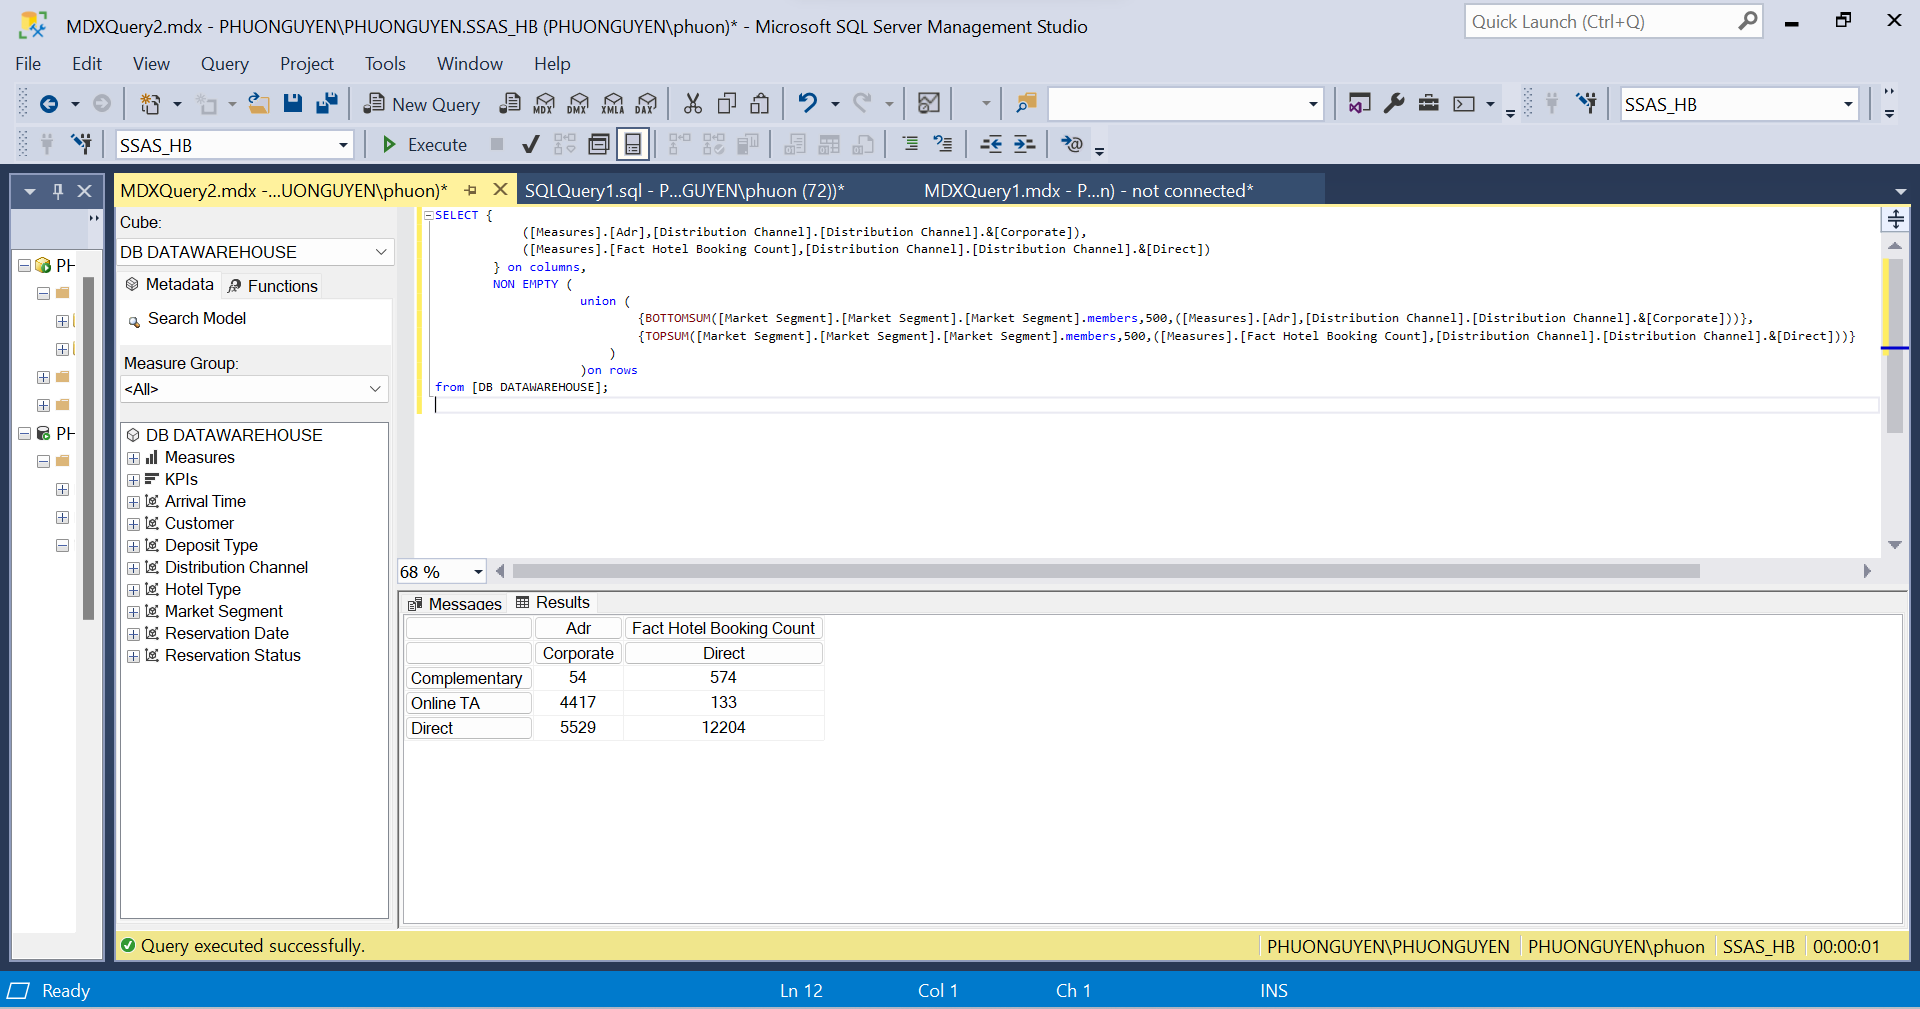 MDXQuery2.mdx - PHUONGUYEN\PHUONGUYEN.SSAS_HB (PHUONGUYEN\phuon)* - Microsoft SQL Server Management Studio
Quick Launch (Ctrl+Q)
File Edit View Query Project Tools Window Help
New Query MDX DMX XMLA DAX SSAS_HB
SSAS_HB Execute
MDXQuery2.mdx -...UONGUYEN\phuon)* SQLQuery1.sql - P...GUYEN\phuon (72))* MDXQuery1.mdx - P...n) - not connected*
Cube:
DB DATAWAREHOUSE
Metadata Functions
Search Model
Measure Group:
<All>
DB DATAWAREHOUSE
Measures
KPIs
Arrival Time
Customer
Deposit Type
Distribution Channel
Hotel Type
Market Segment
Reservation Date
Reservation Status
PH
PH
SELECT {
([Measures].[Adr],[Distribution Channel].[Distribution Channel].&[Corporate]),
([Measures].[Fact Hotel Booking Count],[Distribution Channel].[Distribution Channel].&[Direct])
} on columns,
NON EMPTY (
union (
{BOTTOMSUM([Market Segment].[Market Segment].[Market Segment].members,500,([Measures].[Adr],[Distribution Channel].[Distribution Channel].&[Corporate]))},
{TOPSUM([Market Segment].[Market Segment].[Market Segment].members,500,([Measures].[Fact Hotel Booking Count],[Distribution Channel].[Distribution Channel].&[Direct]))}
)
)on rows
from [DB DATAWAREHOUSE];
68 %
Messages Results
Adr Fact Hotel Booking Count
Corporate Direct
Complementary 54 574
Online TA 4417 133
Direct 5529 12204
Query executed successfully. PHUONGUYEN\PHUONGUYEN PHUONGUYEN\phuon SSAS_HB 00:00:01
Ready Ln 12 Col 1 Ch 1 INS